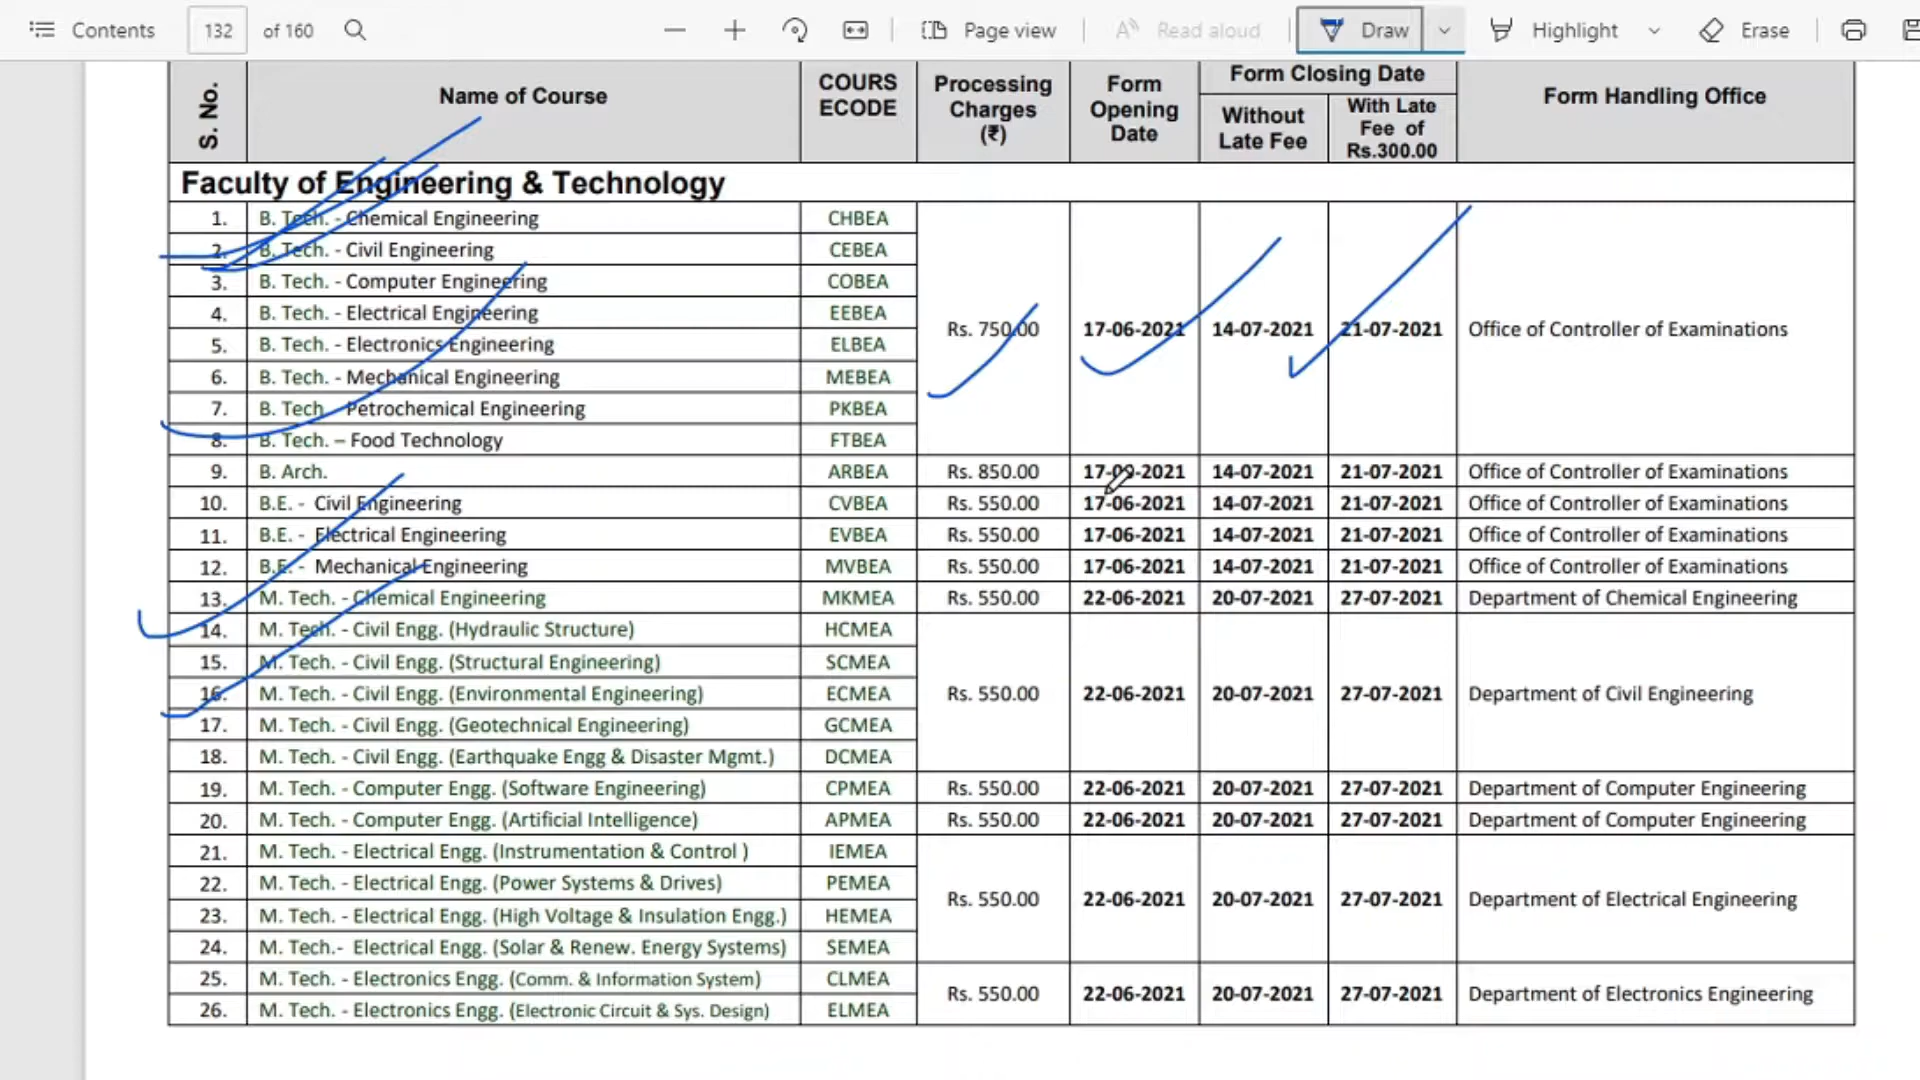 Contents 132 of 160 Page view Read aloud Draw Highlight Erase
S. No. Name of Course COURS ECODE Processing Charges (₹) Form Opening Date Form Closing Date Without Late Fee With Late Fee of Rs.300.00 Form Handling Office
Faculty of Engineering & Technology
1. B. Tech. - Chemical Engineering CHBEA
2. B. Tech. - Civil Engineering CEBEA
3. B. Tech. - Computer Engineering COBEA
4. B. Tech. - Electrical Engineering EEBEA
Rs. 750.00 17-06-2021 14-07-2021 21-07-2021 Office of Controller of Examinations
5. B. Tech. - Electronics Engineering ELBEA
6. B. Tech. - Mechanical Engineering MEBEA
7. B. Tech. - Petrochemical Engineering PKBEA
8. B. Tech. – Food Technology FTBEA
9. B. Arch. ARBEA Rs. 850.00 14-07-2021 21-07-2021 Office of Controller of Examinations
10. B.E. - Civil Engineering CVBEA Rs. 550.00 17-06-2021 14-07-2021 21-07-2021 Office of Controller of Examinations
11. B.E. - Electrical Engineering EVBEA Rs. 550.00 17-06-2021 14-07-2021 21-07-2021 Office of Controller of Examinations
12. B.E. - Mechanical Engineering MVBEA Rs. 550.00 17-06-2021 14-07-2021 21-07-2021 Office of Controller of Examinations
13. M. Tech. - Chemical Engineering MKMEA Rs. 550.00 22-06-2021 20-07-2021 27-07-2021 Department of Chemical Engineering
14. M. Tech. - Civil Engg. (Hydraulic Structure) HCMEA
15. M. Tech. - Civil Engg. (Structural Engineering) SCMEA
16. M. Tech. - Civil Engg. (Environmental Engineering) ECMEA Rs. 550.00 22-06-2021 20-07-2021 27-07-2021 Department of Civil Engineering
17. M. Tech. - Civil Engg. (Geotechnical Engineering) GCMEA
18. M. Tech. - Civil Engg. (Earthquake Engg & Disaster Mgmt.) DCMEA
19. M. Tech. - Computer Engg. (Software Engineering) CPMEA Rs. 550.00 22-06-2021 20-07-2021 27-07-2021 Department of Computer Engineering
20. M. Tech. - Computer Engg. (Artificial Intelligence) APMEA Rs. 550.00 22-06-2021 20-07-2021 27-07-2021 Department of Computer Engineering
21. M. Tech. - Electrical Engg. (Instrumentation & Control ) IEMEA
22. M. Tech. - Electrical Engg. (Power Systems & Drives) PEMEA
Rs. 550.00 22-06-2021 20-07-2021 27-07-2021 Department of Electrical Engineering
23. M. Tech. - Electrical Engg. (High Voltage & Insulation Engg.) HEMEA
24. M. Tech.- Electrical Engg. (Solar & Renew. Energy Systems) SEMEA
25. M. Tech. - Electronics Engg. (Comm. & Information System) CLMEA
Rs. 550.00 22-06-2021 20-07-2021 27-07-2021 Department of Electronics Engineering
26. M. Tech. - Electronics Engg. (Electronic Circuit & Sys. Design) ELMEA